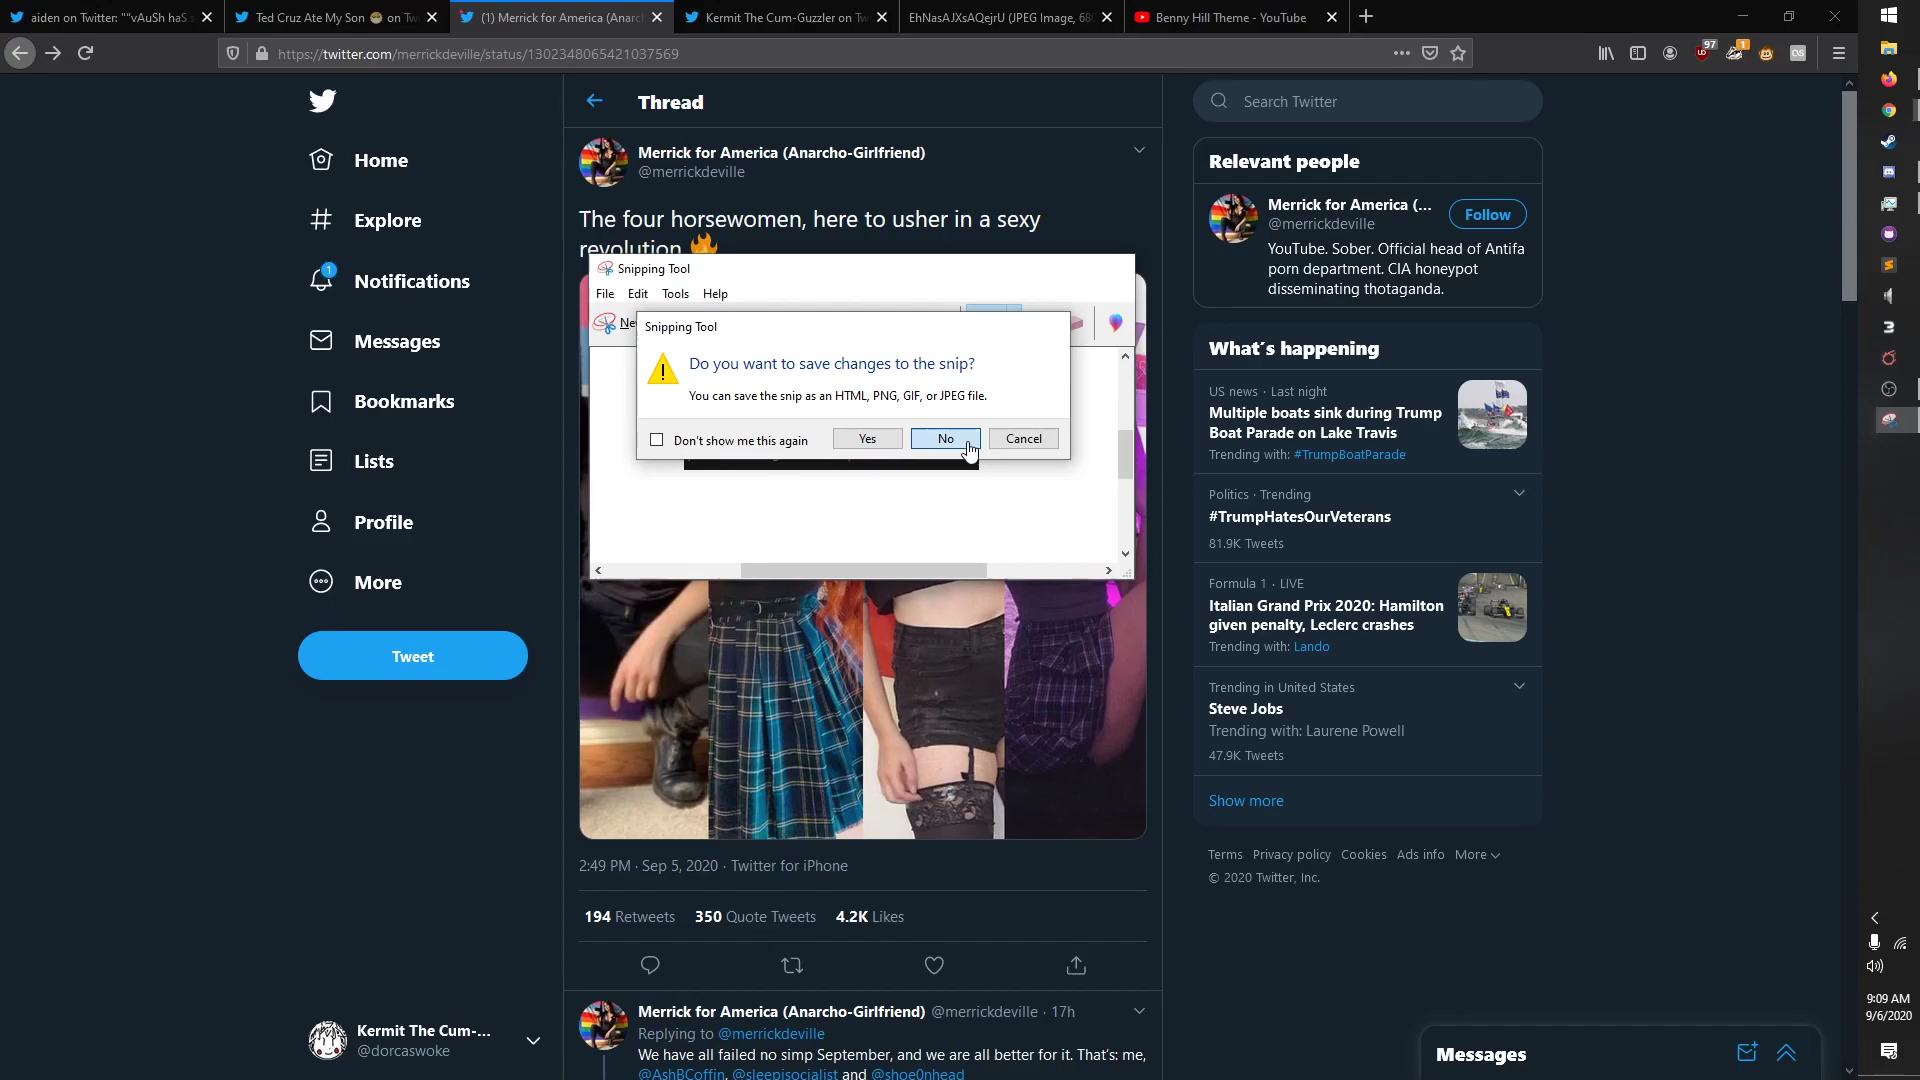 aiden on Twitter: ""vAuSh haS s
Ted Cruz Ate My Son on Tw
(1) Merrick for America (Anarch
Kermit The Cum-Guzzler on Tw
EhNasAJXsAQejrU (JPEG Image, 68
Benny Hill Theme - YouTube
https://twitter.com/merrickdeville/status/1302348065421037569
97
1
Home
Explore
1
Notifications
Messages
Bookmarks
Lists
Profile
More
Tweet
Kermit The Cum-...
@dorcaswoke
Thread
Merrick for America (Anarcho-Girlfriend)
@merrickdeville
The four horsewomen, here to usher in a sexy
revolution 🔥
Snipping Tool
File Edit Tools Help
Snipping Tool
Do you want to save changes to the snip?
You can save the snip as an HTML, PNG, GIF, or JPEG file.
Don't show me this again
Yes
No
Cancel
2:49 PM · Sep 5, 2020 · Twitter for iPhone
194 Retweets 350 Quote Tweets 4.2K Likes
Merrick for America (Anarcho-Girlfriend) @merrickdeville · 17h
Replying to @merrickdeville
We have all failed no simp September, and we are all better for it. That's: me,
@AshBCoffin, @sleepisocialist and @shoe0nhead
Search Twitter
Relevant people
Merrick for America (...
@merrickdeville
Follow
YouTube. Sober. Official head of Antifa
porn department. CIA honeypot
disseminating thotaganda.
What's happening
US news · Last night
Multiple boats sink during Trump
Boat Parade on Lake Travis
Trending with: #TrumpBoatParade
Politics · Trending
#TrumpHatesOurVeterans
81.9K Tweets
Formula 1 · LIVE
Italian Grand Prix 2020: Hamilton
given penalty, Leclerc crashes
Trending with: Lando
Trending in United States
Steve Jobs
Trending with: Laurene Powell
47.9K Tweets
Show more
Terms Privacy policy Cookies Ads info More
© 2020 Twitter, Inc.
Messages
9:09 AM
9/6/2020